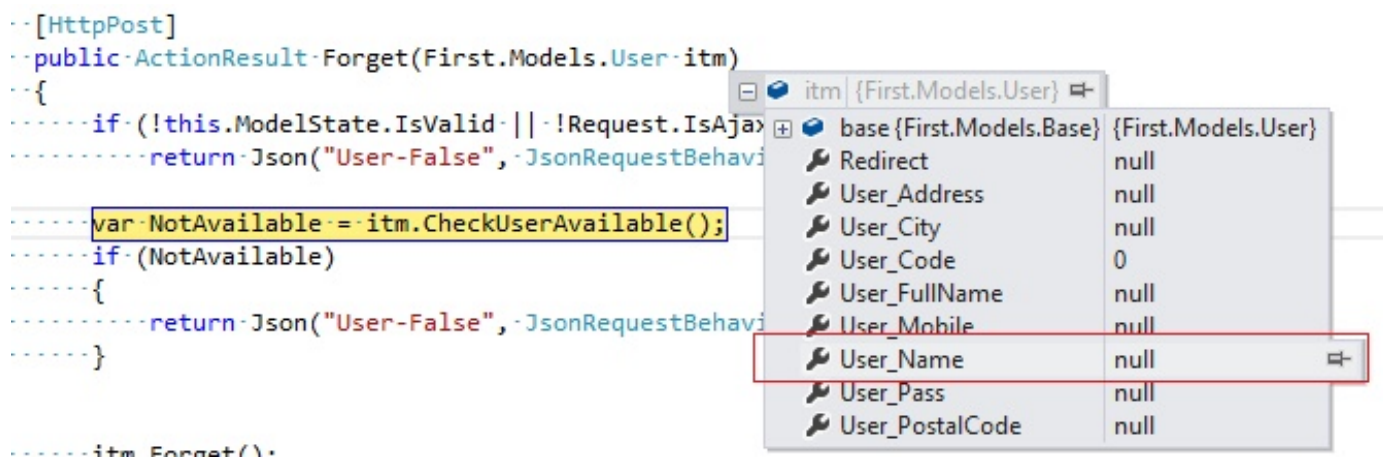 [HttpPost]
public ActionResult Forget(First.Models.User itm)
{
if (!this.ModelState.IsValid || !Request.IsAjax
return Json("User-False", JsonRequestBehavi
var NotAvailable = itm.CheckUserAvailable();
if (NotAvailable)
{
return Json("User-False", JsonRequestBehavi
}
itm.Forget();
itm {First.Models.User}
base {First.Models.Base} {First.Models.User}
Redirect null
User_Address null
User_City null
User_Code 0
User_FullName null
User_Mobile null
User_Name null
User_Pass null
User_PostalCode null